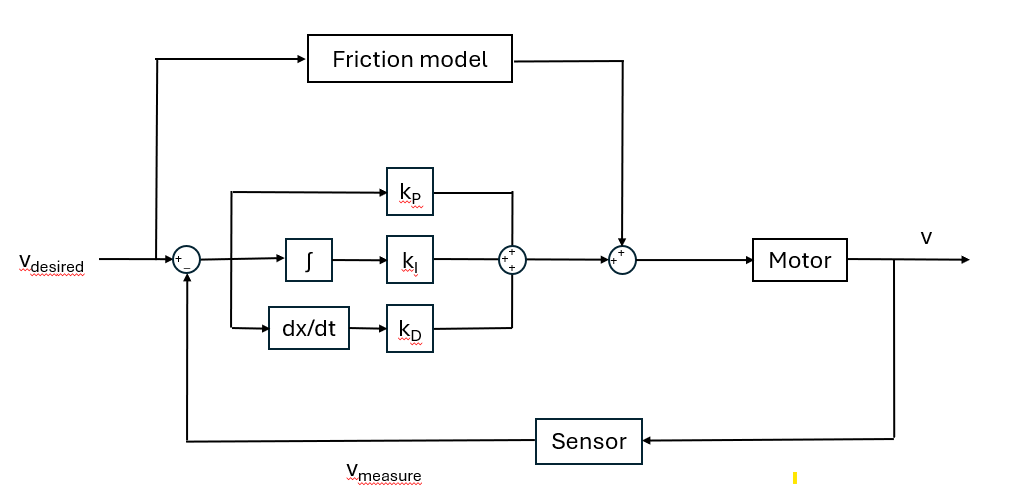 Friction model
kP
v
vdesired
+
−
∫
kI
+
+
+
+
+
Motor
dx/dt
kD
Sensor
vmeasure